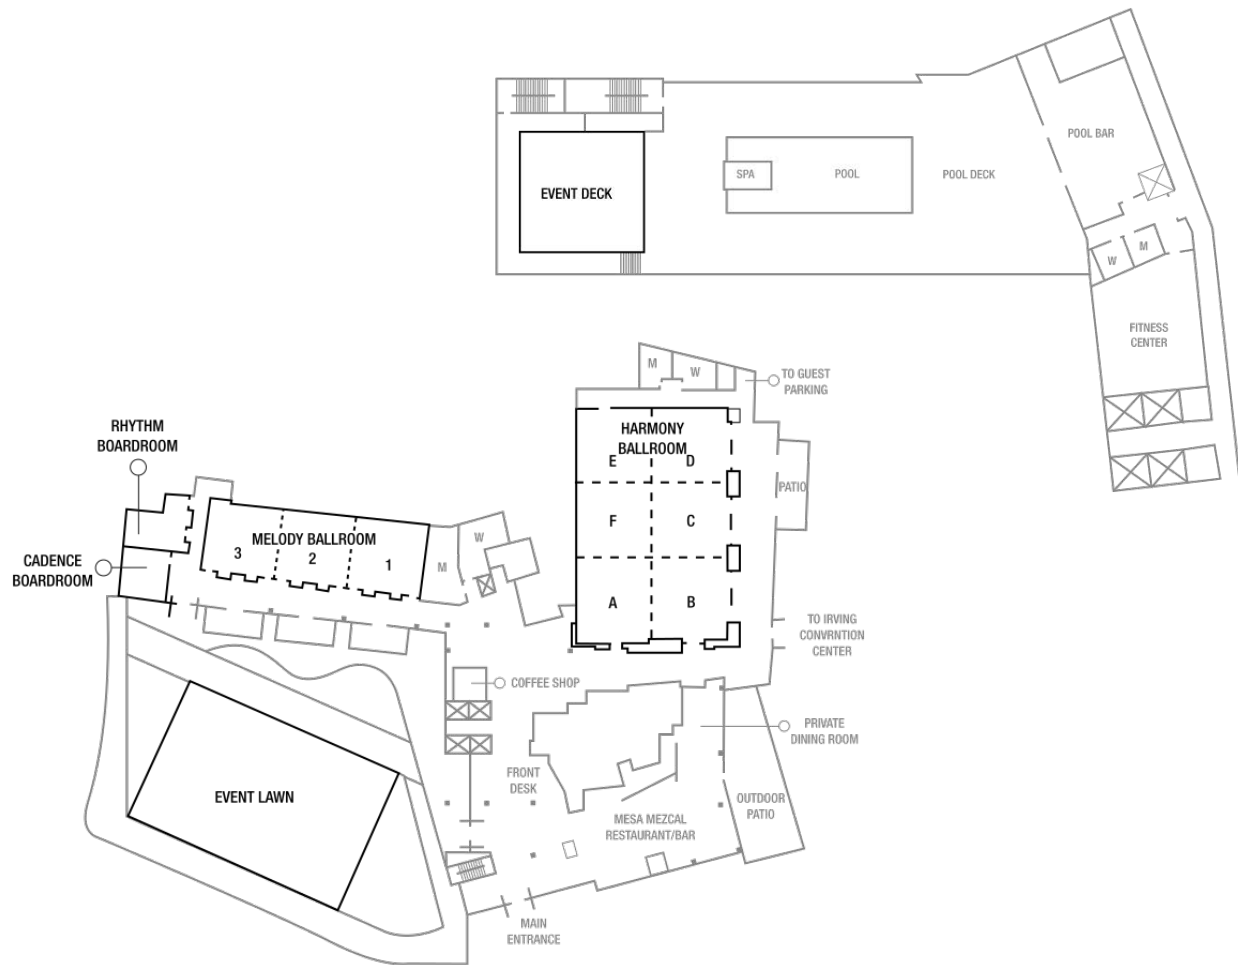 POOL BAR
SPA
POOL
POOL DECK
EVENT DECK
W
M
FITNESS
CENTER
M
W
TO GUEST
PARKING
HARMONY
BALLROOM
E
D
PATIO
F
C
A
B
TO IRVING
CONVRNTION
CENTER
RHYTHM
BOARDROOM
CADENCE
BOARDROOM
MELODY BALLROOM
3
2
1
M
W
COFFEE SHOP
PRIVATE
DINING ROOM
FRONT
DESK
EVENT LAWN
MESA MEZCAL
RESTAURANT/BAR
OUTDOOR
PATIO
MAIN
ENTRANCE